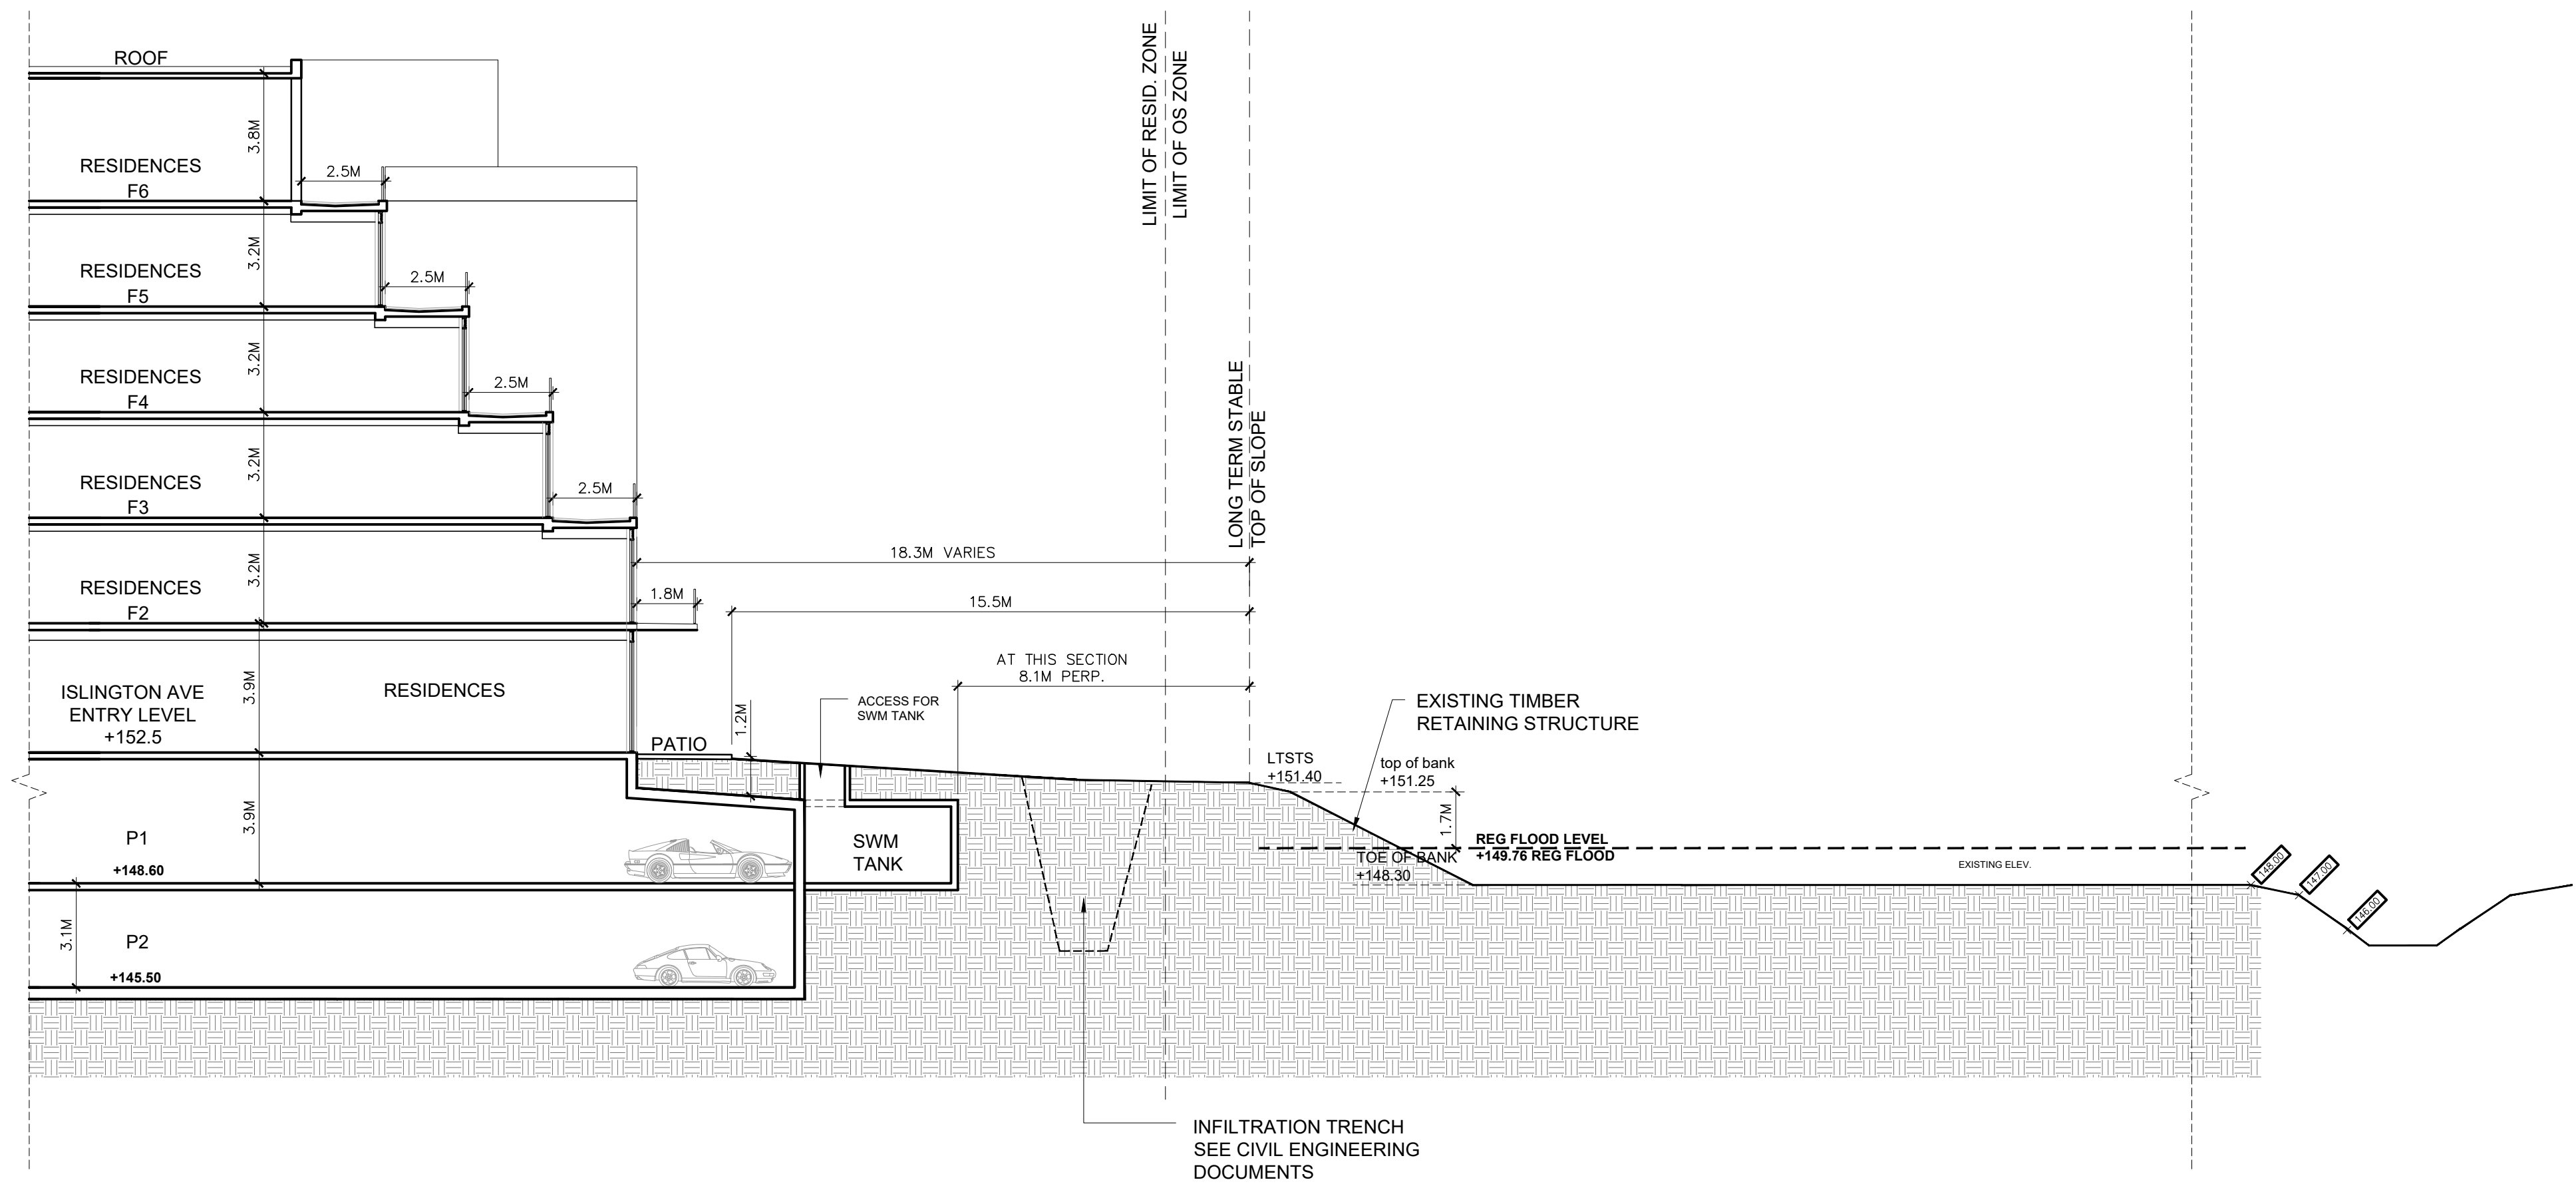 ROOF
3.8M
RESIDENCES
F6
2.5M
3.2M
RESIDENCES
F5
2.5M
3.2M
RESIDENCES
F4
2.5M
3.2M
RESIDENCES
F3
2.5M
3.2M
RESIDENCES
F2
1.8M
18.3M VARIES
15.5M
AT THIS SECTION
8.1M PERP.
LIMIT OF RESID. ZONE
LIMIT OF OS ZONE
LONG TERM STABLE
TOP OF SLOPE
ISLINGTON AVE
ENTRY LEVEL
+152.5
3.9M
RESIDENCES
PATIO
1.2M
ACCESS FOR
SWM TANK
EXISTING TIMBER
RETAINING STRUCTURE
LTSTS
+151.40
top of bank
+151.25
1.7M
REG FLOOD LEVEL
+149.76 REG FLOOD
TOE OF BANK
+148.30
EXISTING ELEV.
148.00
147.00
146.00
3.9M
P1
+148.60
SWM
TANK
3.1M
P2
+145.50
INFILTRATION TRENCH
SEE CIVIL ENGINEERING
DOCUMENTS